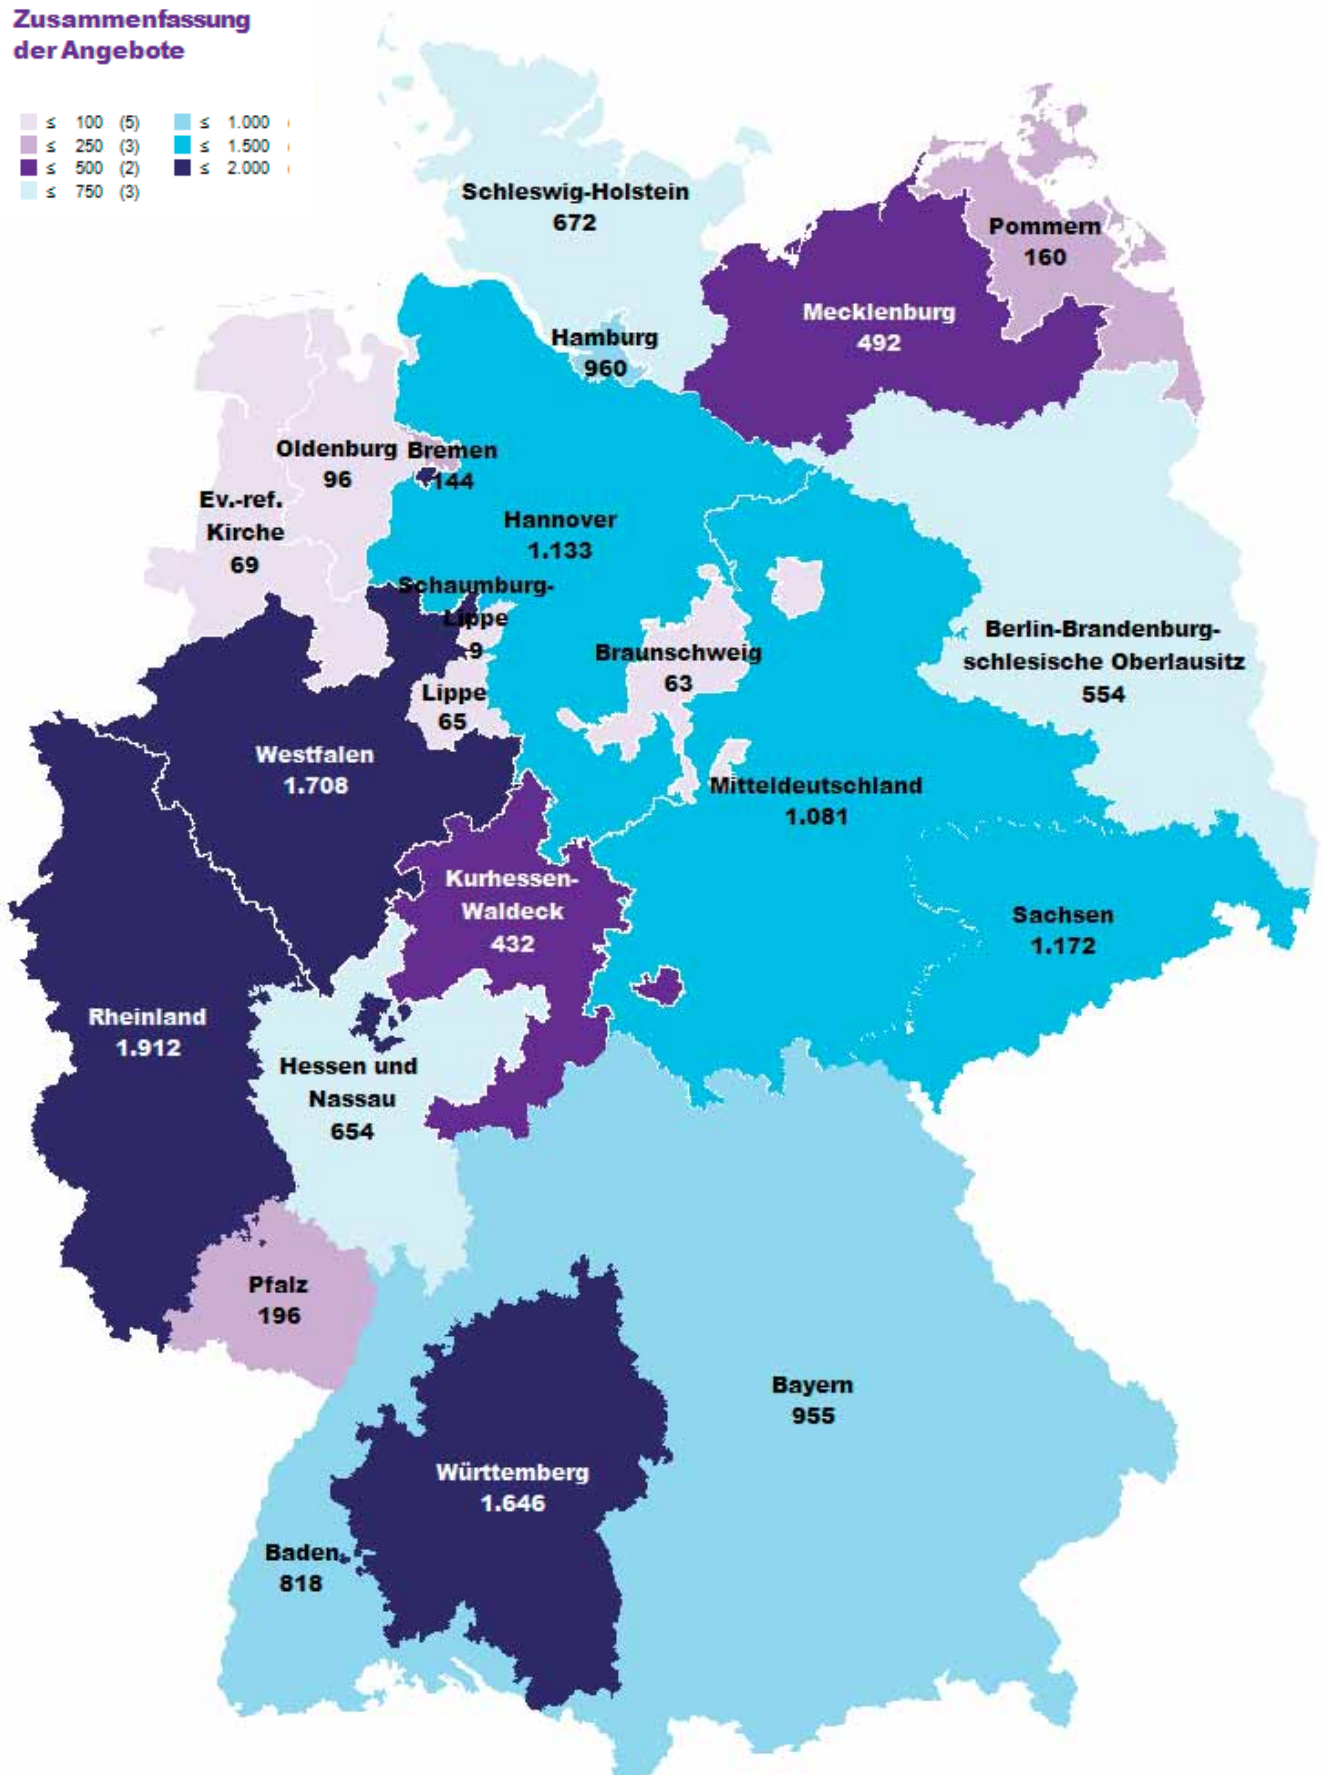 Zusammenfassung
der Angebote
≤ 100 (5)
≤ 250 (3)
≤ 500 (2)
≤ 750 (3)
≤ 1.000
≤ 1.500
≤ 2.000
Schleswig-Holstein
672
Pommern
160
Mecklenburg
492
Hamburg
960
Oldenburg
96
Bremen
144
Ev.-ref.
Kirche
69
Hannover
1.133
Schaumburg-
Lippe
9
Braunschweig
63
Berlin-Brandenburg-
schlesische Oberlausitz
554
Lippe
65
Westfalen
1.708
Mitteldeutschland
1.081
Kurhessen-
Waldeck
432
Sachsen
1.172
Rheinland
1.912
Hessen und
Nassau
654
Pfalz
196
Bayern
955
Württemberg
1.646
Baden
818